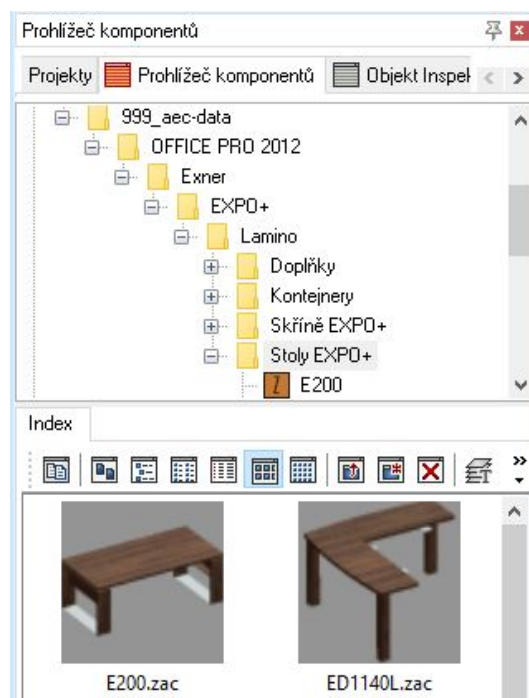 Prohlížeč komponentů
Projekty Prohlížeč komponentů Objekt Inspek
999_aec-data
OFFICE PRO 2012
Exner
EXPO+
Lamino
Doplňky
Kontejnery
Skříně EXPO+
Stoly EXPO+
E200
Index
E200.zac ED1140L.zac